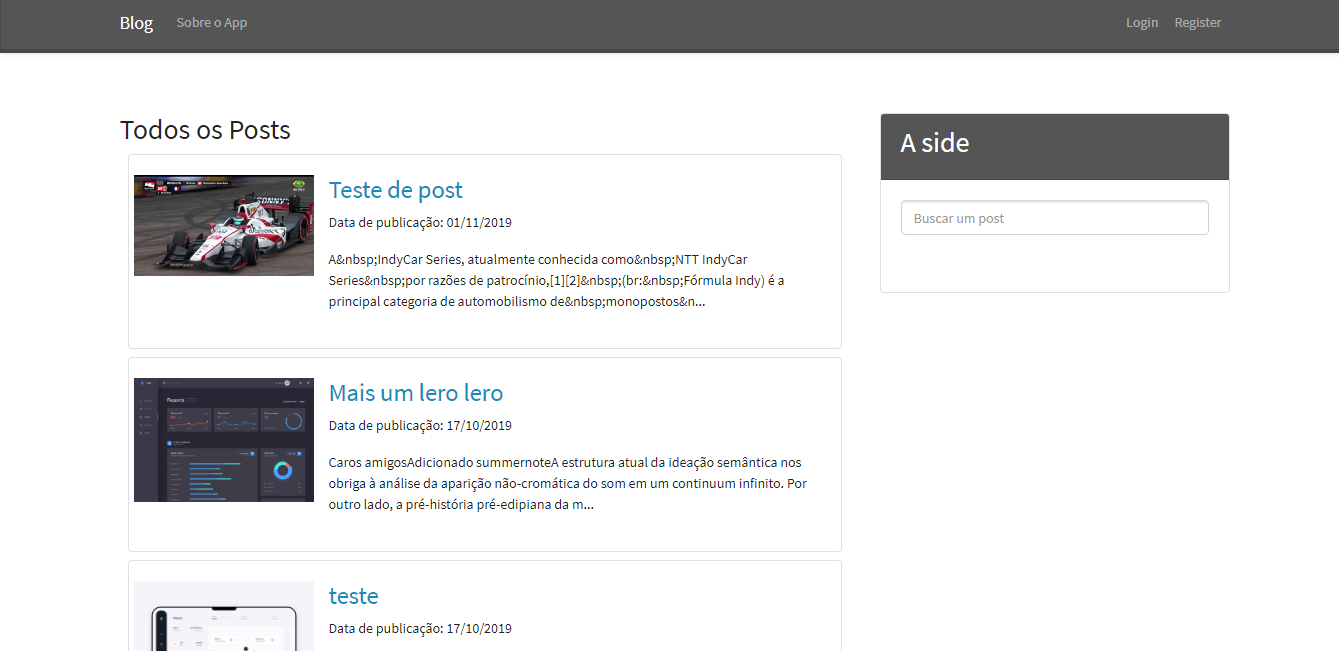 Blog Sobre o App Login Register
Todos os Posts
Teste de post
Data de publicação: 01/11/2019
A&nbsp;IndyCar Series, atualmente conhecida como&nbsp;NTT IndyCar
Series&nbsp;por razões de patrocínio,[1][2]&nbsp;(br:&nbsp;Fórmula Indy) é a
principal categoria de automobilismo de&nbsp;monopostos&n...
Reports
Mais um lero lero
Data de publicação: 17/10/2019
Caros amigosAdicionado summernoteA estrutura atual da ideação semântica nos
obriga à análise da aparição não-cromática do som em um continuum infinito. Por
outro lado, a pré-história pré-edipiana da m...
teste
Data de publicação: 17/10/2019
A side
Buscar um post